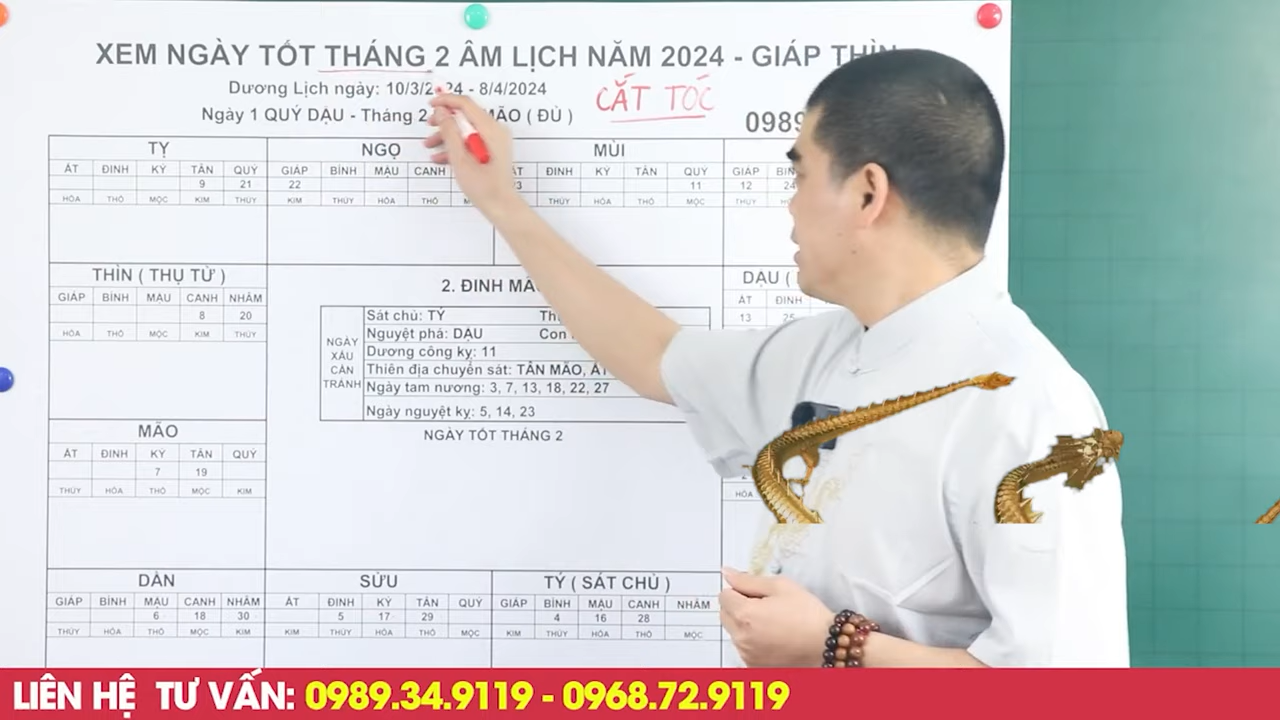 XEM NGÀY TỐT THÁNG 2 ÂM LỊCH NĂM 2024 - GIÁP THÌN
Dương Lịch ngày: 10/3/2024 - 8/4/2024
CẮT TÓC
Ngày 1 QUÝ DẬU - Tháng 2 MÃO ( ĐỦ )
0989
TỴ NGỌ MÙI
ẤT ĐINH KỶ TÂN QUÝ GIÁP BÍNH MẬU CANH ĐINH KỶ TÂN QUÝ GIÁP
9 21 22 11 12 24
HỎA THỔ MỘC KIM THỦY KIM THỦY HỎA THỔ THỦY HỎA THỔ KIM MỘC
THÌN ( THỤ TỬ )
2. ĐINH
DẬU (
GIÁP BÍNH MẬU CANH NHÂM
ẤT ĐINH
8 20
13 25
HỎA THỔ MỘC KIM THỦY
NGÀY XẤU CẦN TRÁNH
Sát chủ: TÝ
Nguyệt phá: DẬU Con
Dương công kỵ: 11
Thiên địa chuyển sát: TÂN MÃO,
Ngày tam nương: 3, 7, 13, 18, 22, 27
Ngày nguyệt kỵ: 5, 14, 23
NGÀY TỐT THÁNG 2
MÃO
ẤT ĐINH KỶ TÂN QUÝ
7 19
THỦY HỎA THỔ MỘC KIM
HỎA
DẦN SỬU TÝ ( SÁT CHỦ )
GIÁP BÍNH MẬU CANH NHÂM ẤT ĐINH KỶ TÂN QUÝ GIÁP BÍNH MẬU CANH NHÂM
6 18 30 5 17 29 4 16 28
THỦY HỎA THỔ MỘC KIM KIM THỦY HỎA THỔ MỘC KIM THỦY HỎA THỔ MỘC
LIÊN HỆ TƯ VẤN: 0989.34.9119 - 0968.72.9119